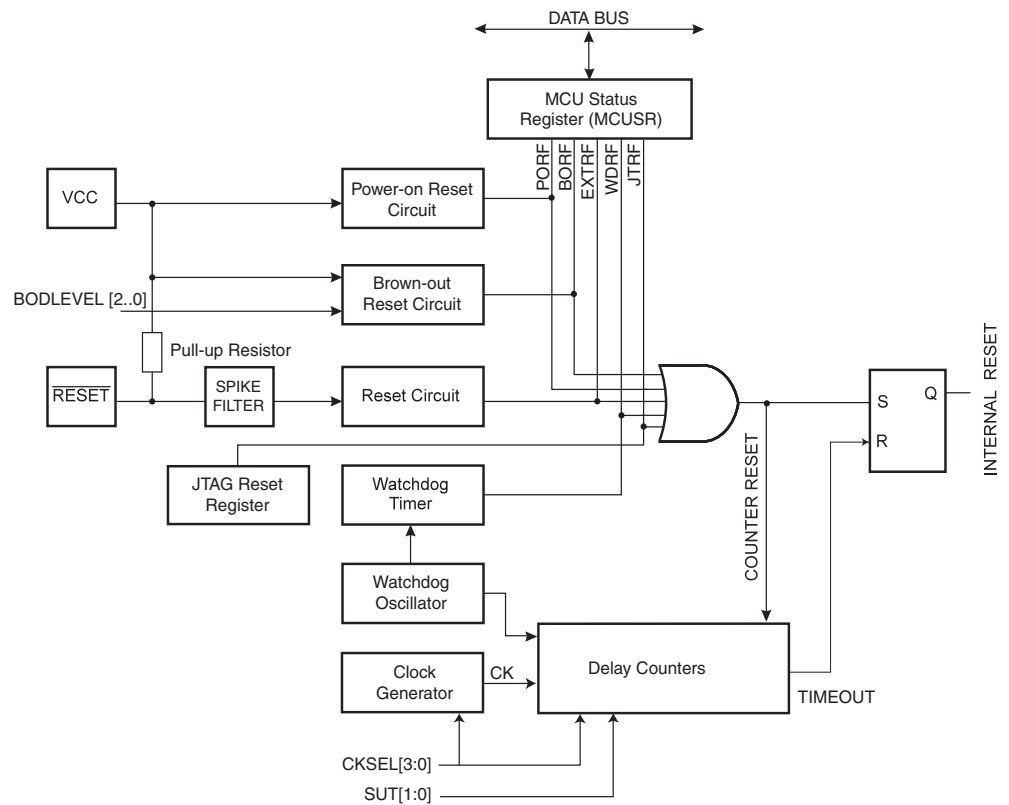 DATA BUS
MCU Status
Register (MCUSR)
PORF
BORF
EXTRF
WDRF
JTRF
VCC
Power-on Reset
Circuit
Brown-out
Reset Circuit
BODLEVEL [2..0]
Pull-up Resistor
RESET
SPIKE
FILTER
Reset Circuit
S
Q
R
INTERNAL RESET
JTAG Reset
Register
Watchdog
Timer
COUNTER RESET
Watchdog
Oscillator
Clock
Generator
CK
Delay Counters
TIMEOUT
CKSEL[3:0]
SUT[1:0]